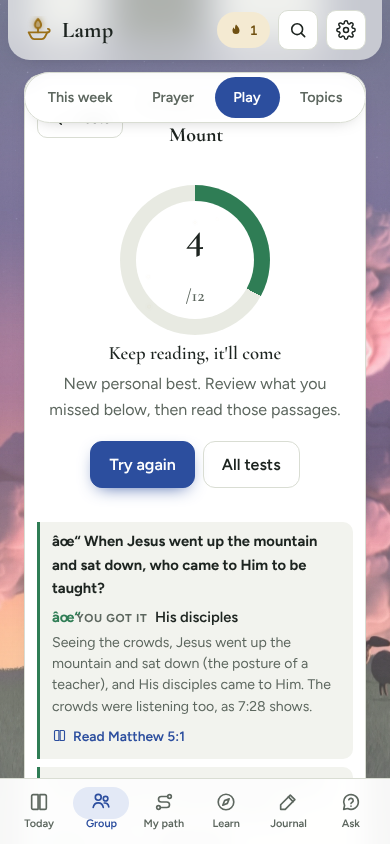 Lamp
1
This week
Prayer
Play
Topics
Mount
4
/12
Keep reading, it'll come
New personal best. Review what you
missed below, then read those passages.
Try again
All tests
âœ“ When Jesus went up the mountain
and sat down, who came to Him to be
taught?
âœ“ YOU GOT IT His disciples
Seeing the crowds, Jesus went up the
mountain and sat down (the posture of a
teacher), and His disciples came to Him. The
crowds were listening too, as 7:28 shows.
Read Matthew 5:1
Today
Group
My path
Learn
Journal
Ask